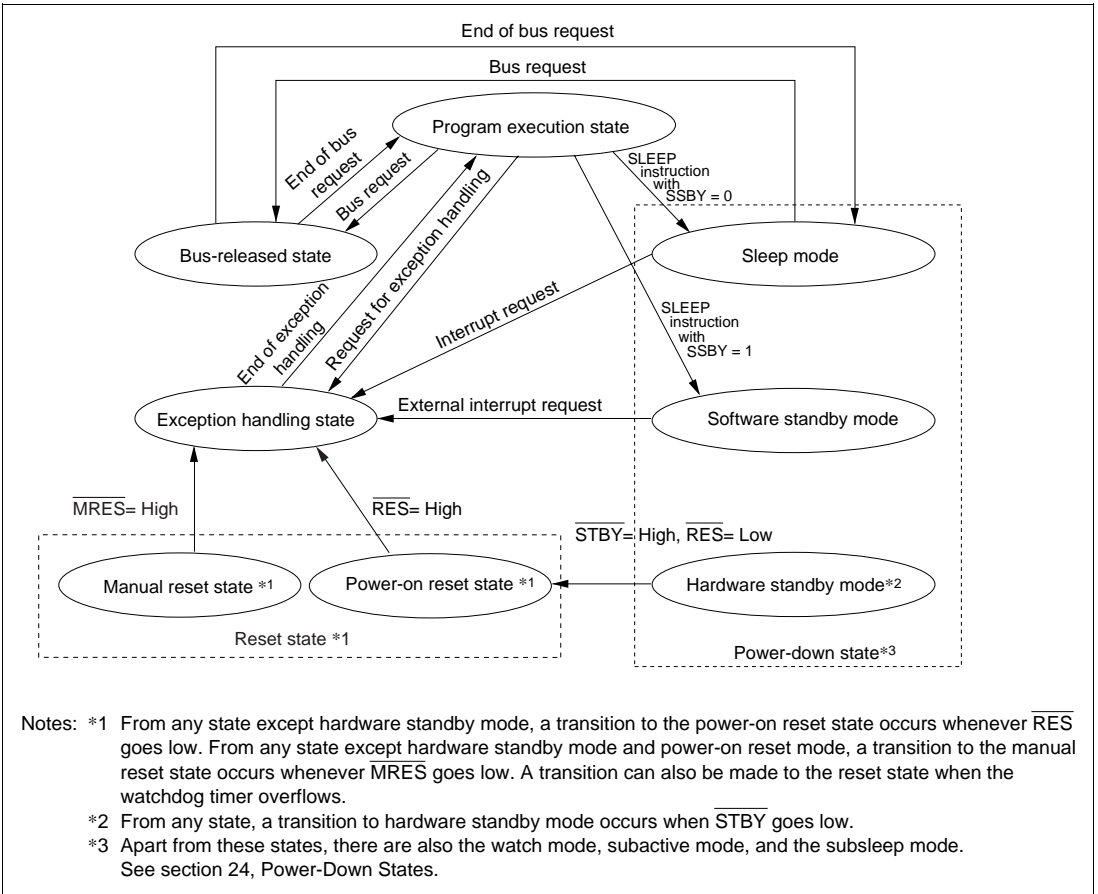 End of bus request
Bus request
Program execution state
End of bus
request
Bus request
SLEEP
instruction
with
SSBY = 0
Bus-released state
Sleep mode
End of exception
handling
Request for exception handling
Interrupt request
SLEEP
instruction
with
SSBY = 1
Exception handling state
External interrupt request
Software standby mode
MRES= High
RES= High
STBY= High, RES= Low
Manual reset state *1
Power-on reset state *1
Hardware standby mode*2
Reset state *1
Power-down state*3
Notes: *1 From any state except hardware standby mode, a transition to the power-on reset state occurs whenever RES
goes low. From any state except hardware standby mode and power-on reset mode, a transition to the manual
reset state occurs whenever MRES goes low. A transition can also be made to the reset state when the
watchdog timer overflows.
*2 From any state, a transition to hardware standby mode occurs when STBY goes low.
*3 Apart from these states, there are also the watch mode, subactive mode, and the subsleep mode.
See section 24, Power-Down States.